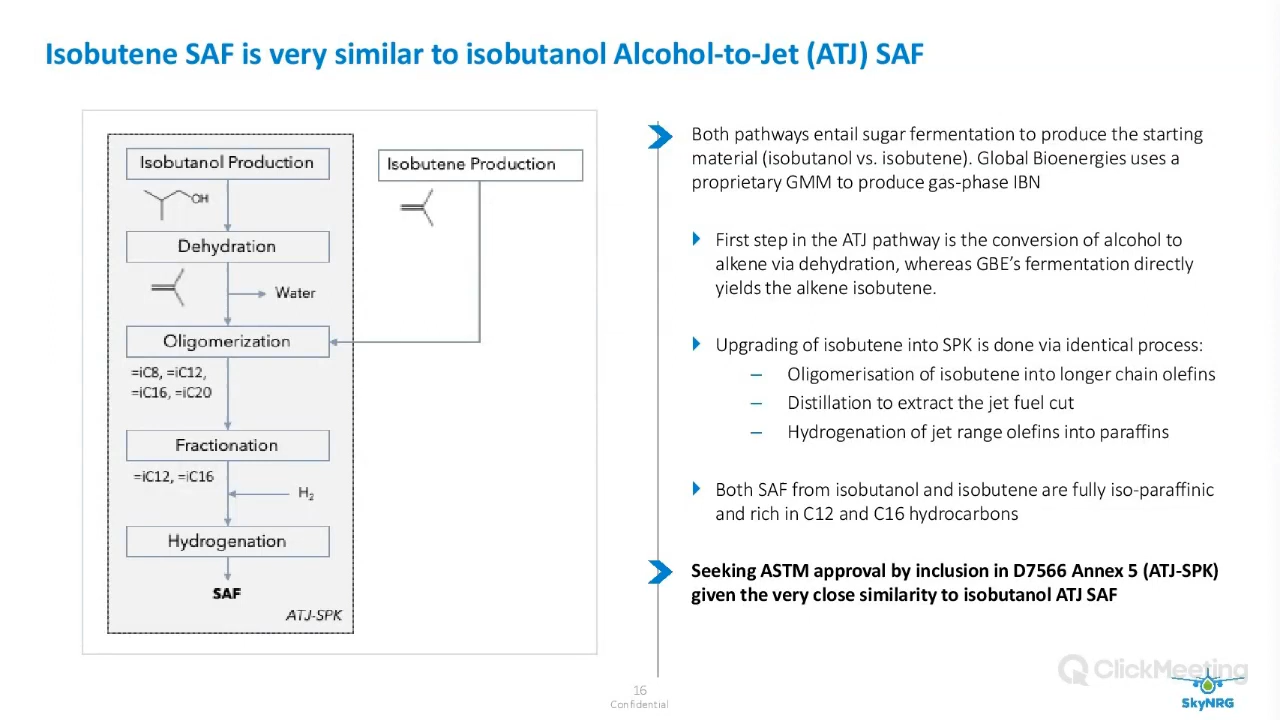 Isobutene SAF is very similar to isobutanol Alcohol-to-Jet (ATJ) SAF
Isobutanol Production
OH
Dehydration
Water
Oligomerization
=iC8, =iC12,
=iC16, =iC20
Fractionation
=iC12, =iC16
H₂
Hydrogenation
SAF
ATJ-SPK
Isobutene Production
Both pathways entail sugar fermentation to produce the starting
material (isobutanol vs. isobutene). Global Bioenergies uses a
proprietary GMM to produce gas-phase IBN
First step in the ATJ pathway is the conversion of alcohol to
alkene via dehydration, whereas GBE’s fermentation directly
yields the alkene isobutene.
Upgrading of isobutene into SPK is done via identical process:
– Oligomerisation of isobutene into longer chain olefins
– Distillation to extract the jet fuel cut
– Hydrogenation of jet range olefins into paraffins
Both SAF from isobutanol and isobutene are fully iso-paraffinic
and rich in C12 and C16 hydrocarbons
Seeking ASTM approval by inclusion in D7566 Annex 5 (ATJ-SPK)
given the very close similarity to isobutanol ATJ SAF
16
Confidential
ClickMeeting
SkyNRG